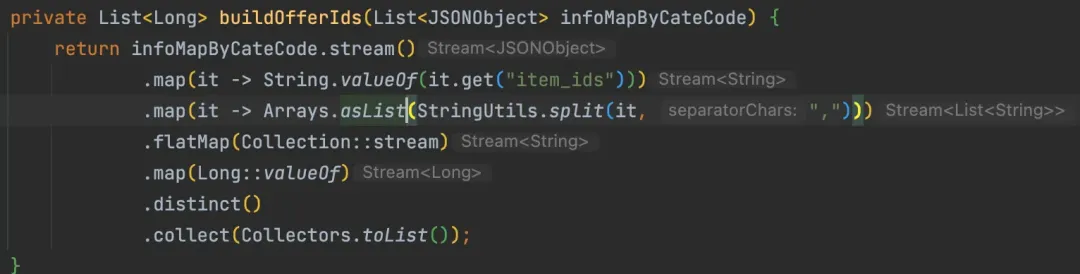 private List<Long> buildOfferIds(List<JSONObject> infoMapByCateCode) {
return infoMapByCateCode.stream() Stream<JSONObject>
.map(it -> String.valueOf(it.get("item_ids"))) Stream<String>
.map(it -> Arrays.asList(StringUtils.split(it, separatorChars: ","))) Stream<List<String>>
.flatMap(Collection::stream) Stream<String>
.map(Long::valueOf) Stream<Long>
.distinct()
.collect(Collectors.toList());
}